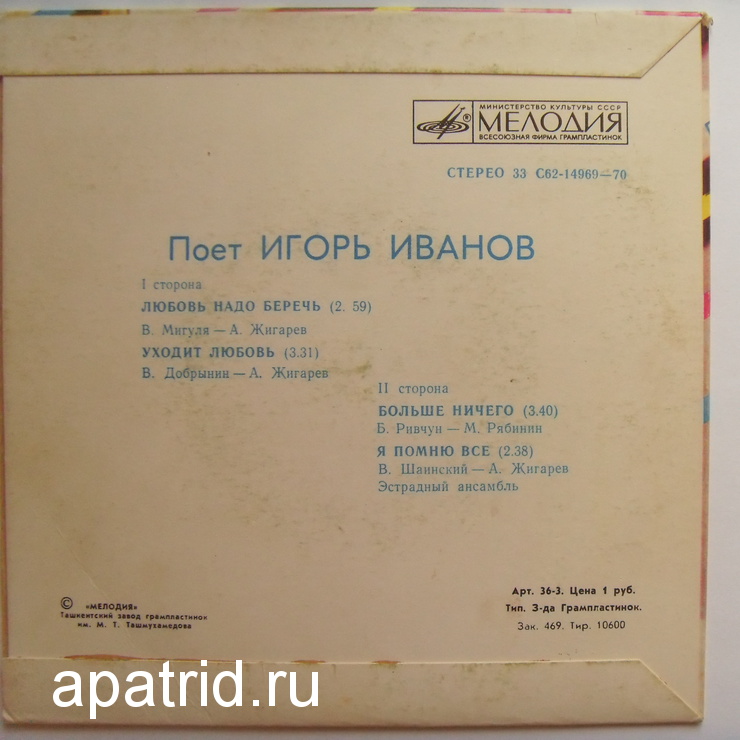 МИНИСТЕРСТВО КУЛЬТУРЫ СССР
® МЕЛОДИЯ
ВСЕСОЮЗНАЯ ФИРМА ГРАМПЛАСТИНОК
СТЕРЕО 33 С62-14969—70
Поет ИГОРЬ ИВАНОВ
I сторона
ЛЮБОВЬ НАДО БЕРЕЧЬ (2. 59)
В. Мигуля — А. Жигарев
УХОДИТ ЛЮБОВЬ (3.31)
В. Добрынин — А. Жигарев
II сторона
БОЛЬШЕ НИЧЕГО (3.40)
Б. Ривчун — М. Рябинин
Я ПОМНЮ ВСЕ (2.38)
В. Шаинский — А. Жигарев
Эстрадный ансамбль
© «МЕЛОДИЯ»
Ташкентский завод грампластинок
им. М. Т. Ташмухамедова
Арт. 36-3. Цена 1 руб.
Тип. З-да Грампластинок.
Зак. 469. Тир. 10600
apatrid.ru